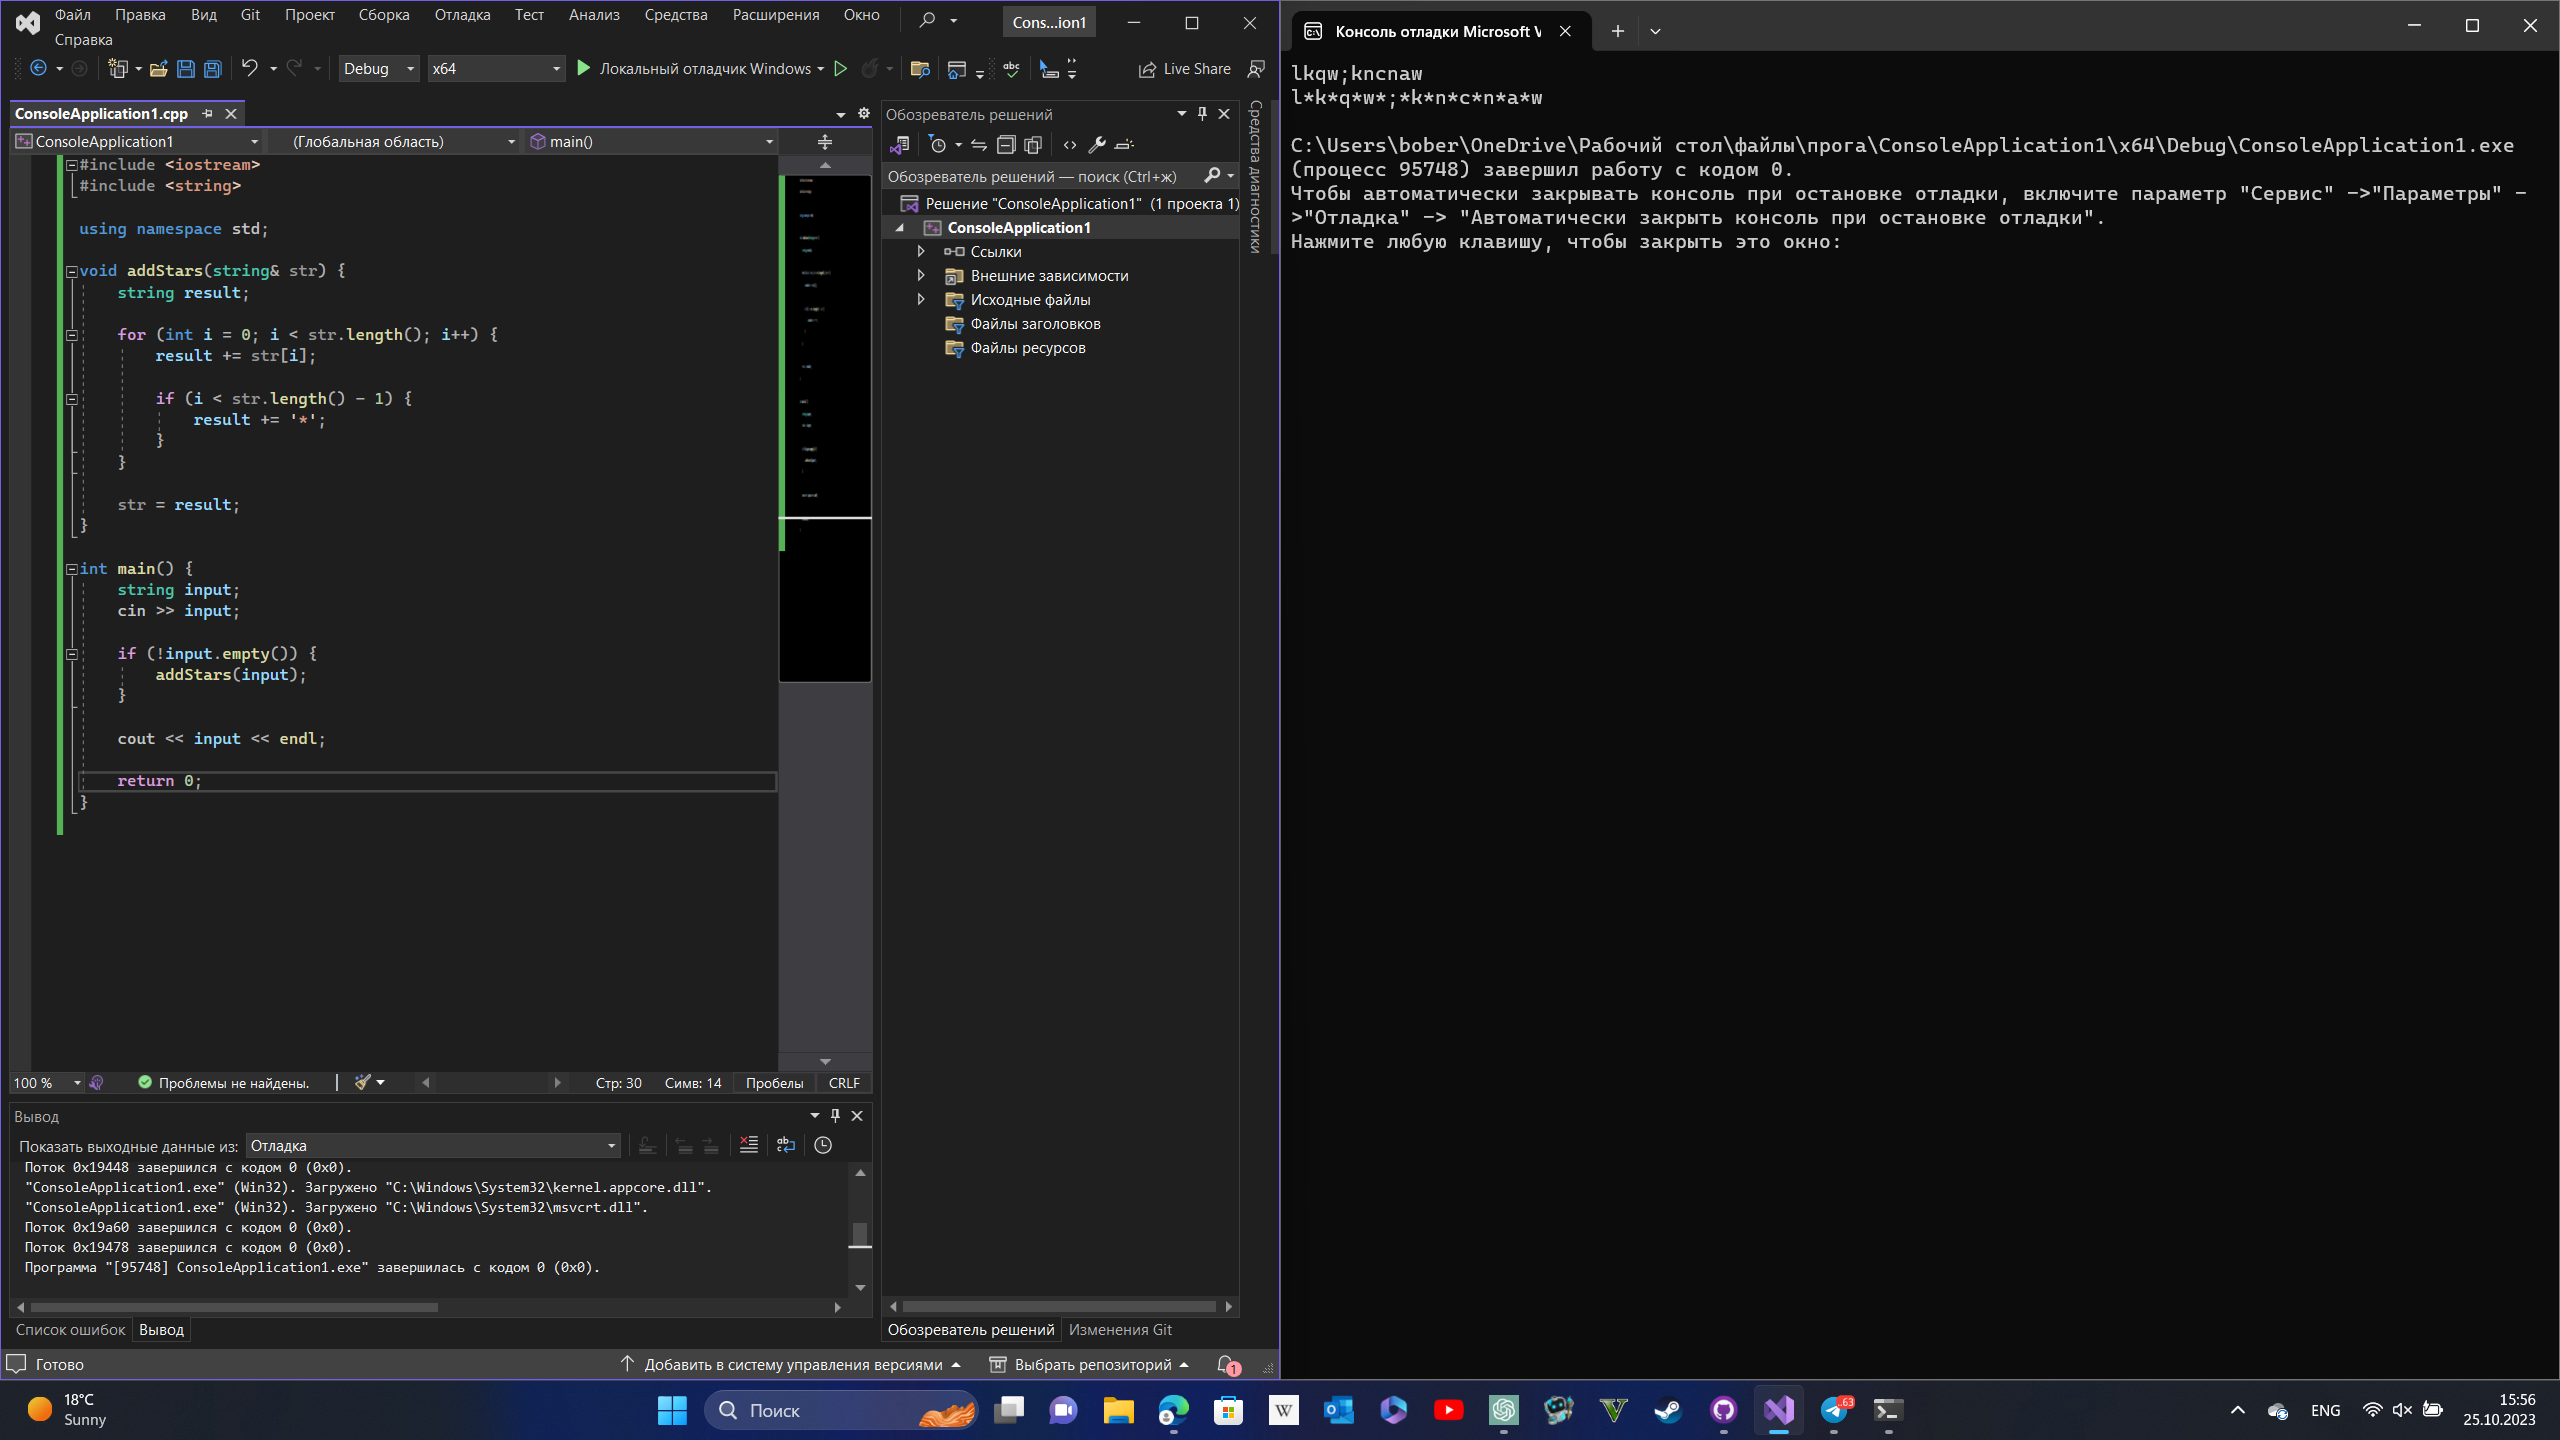 Файл Правка Вид Git Проект Сборка Отладка Тест Анализ Средства Расширения Окно
Справка
Cons...ion1
Debug x64 Локальный отладчик Windows Live Share
ConsoleApplication1.cpp
ConsoleApplication1 (Глобальная область) main()
#include <iostream>
#include <string>
using namespace std;
void addStars(string& str) {
string result;
for (int i = 0; i < str.length(); i++) {
result += str[i];
if (i < str.length() - 1) {
result += '*';
}
}
str = result;
}
int main() {
string input;
cin >> input;
if (!input.empty()) {
addStars(input);
}
cout << input << endl;
return 0;
}
100 % Проблемы не найдены. Стр: 30 Симв: 14 Пробелы CRLF
Вывод
Показать выходные данные из: Отладка
Поток 0x19448 завершился с кодом 0 (0x0).
"ConsoleApplication1.exe" (Win32). Загружено "C:\Windows\System32\kernel.appcore.dll".
"ConsoleApplication1.exe" (Win32). Загружено "C:\Windows\System32\msvcrt.dll".
Поток 0x19a60 завершился с кодом 0 (0x0).
Поток 0x19478 завершился с кодом 0 (0x0).
Программа "[95748] ConsoleApplication1.exe" завершилась с кодом 0 (0x0).
Список ошибок Вывод
Обозреватель решений
Обозреватель решений — поиск (Ctrl+ж)
Решение "ConsoleApplication1" (1 проекта 1)
ConsoleApplication1
Ссылки
Внешние зависимости
Исходные файлы
Файлы заголовков
Файлы ресурсов
Обозреватель решений Изменения Git
Средства диагностики
Готово Добавить в систему управления версиями Выбрать репозиторий 1
Консоль отладки Microsoft V
lkqw;kncnaw
l*k*q*w*;*k*n*c*n*a*w
C:\Users\bober\OneDrive\Рабочий стол\файлы\прога\ConsoleApplication1\x64\Debug\ConsoleApplication1.exe
(процесс 95748) завершил работу с кодом 0.
Чтобы автоматически закрывать консоль при остановке отладки, включите параметр "Сервис" ->"Параметры" -
>"Отладка" -> "Автоматически закрыть консоль при остановке отладки".
Нажмите любую клавишу, чтобы закрыть это окно:
18°C
Sunny
Поиск
ENG
15:56
25.10.2023